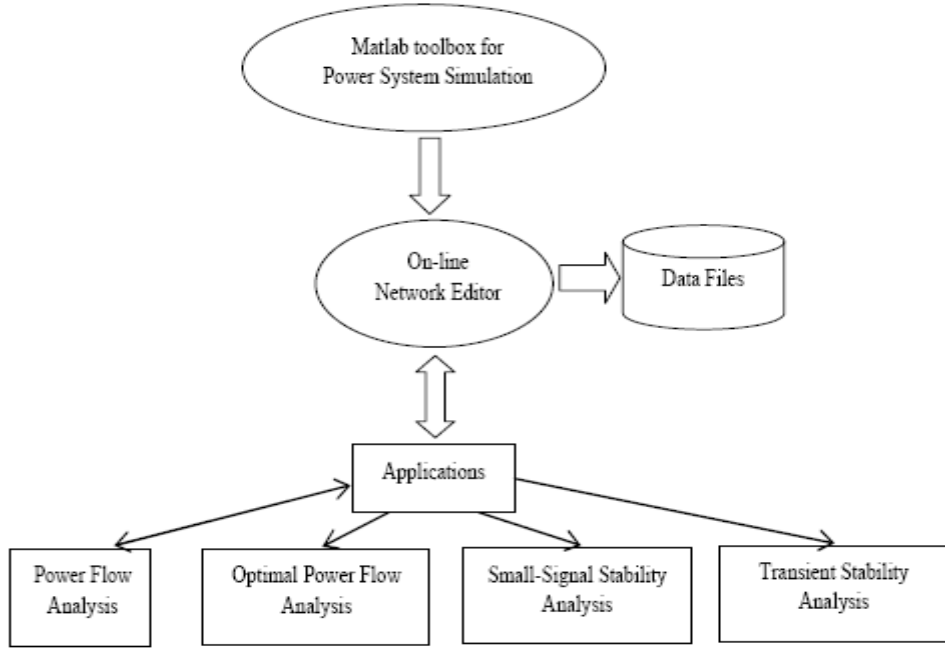 Matlab toolbox for
Power System Simulation
On-line
Network Editor
Data Files
Applications
Power Flow
Analysis
Optimal Power Flow
Analysis
Small-Signal Stability
Analysis
Transient Stability
Analysis